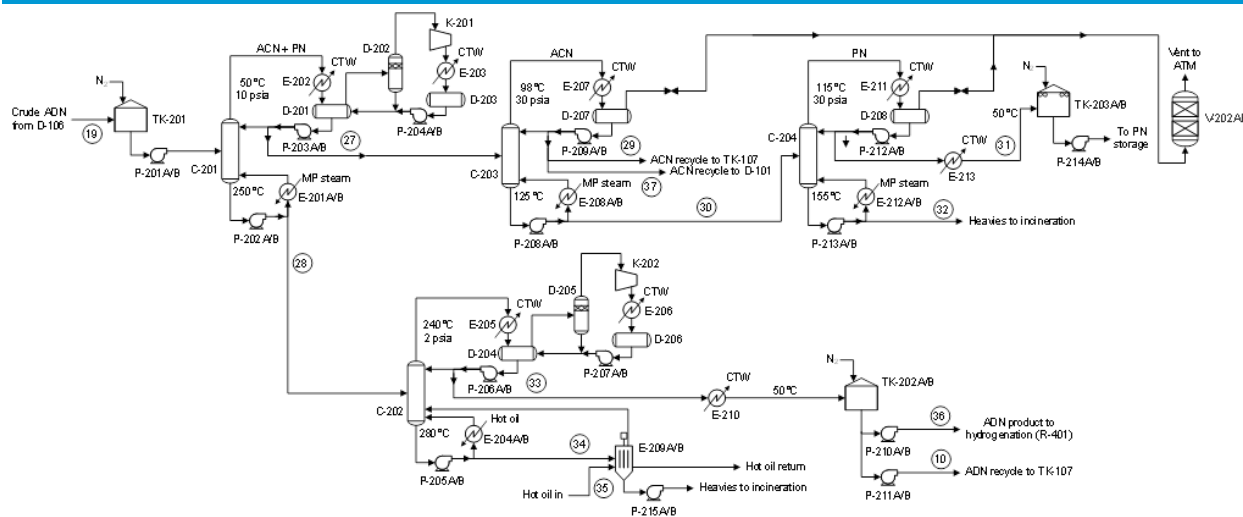 ACN + PN
D-202
K-201
CTW
E-202
CTW
E-203
50 °C
10 psia
D-201
D-203
N₂
Crude ADN
from D-106
19
TK-201
P-204A/B
P-203A/B
27
P-201A/B
C-201
250 °C
MP steam
E-201A/B
P-202A/B
28
ACN
CTW
E-207
98 °C
30 psia
D-207
P-209A/B
29
ACN recycle to TK-107
ACN recycle to D-101
37
C-203
MP steam
125 °C
E-208A/B
30
P-208A/B
PN
CTW
E-211
115 °C
30 psia
D-208
C-204
P-212A/B
CTW
31
E-213
MP steam
155 °C
E-212A/B
32
Heavies to incineration
P-213A/B
N₂
50 °C
TK-203A/B
To PN
storage
P-214A/B
Vent to
ATM
K-202
D-205
CTW
E-206
CTW
E-205
240 °C
2 psia
D-204
D-206
P-207A/B
P-206A/B
33
C-202
Hot oil
280 °C
E-204A/B
34
E-209A/B
P-205A/B
Hot oil in
35
Hot oil return
Heavies to incineration
P-215A/B
CTW
E-210
50 °C
N₂
TK-202A/B
36
ADN product to
hydrogenation (R-401)
P-210A/B
10
ADN recycle to TK-107
P-211A/B